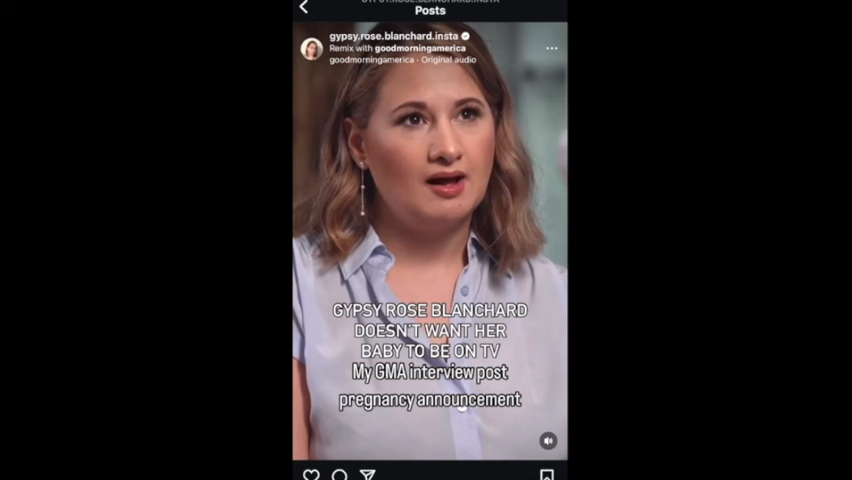 Posts
gypsy.rose.blanchard.insta
Remix with goodmorningamerica
goodmorningamerica · Original audio
GYPSY ROSE BLANCHARD
DOESN'T WANT HER
BABY TO BE ON TV
My GMA interview post
pregnancy announcement